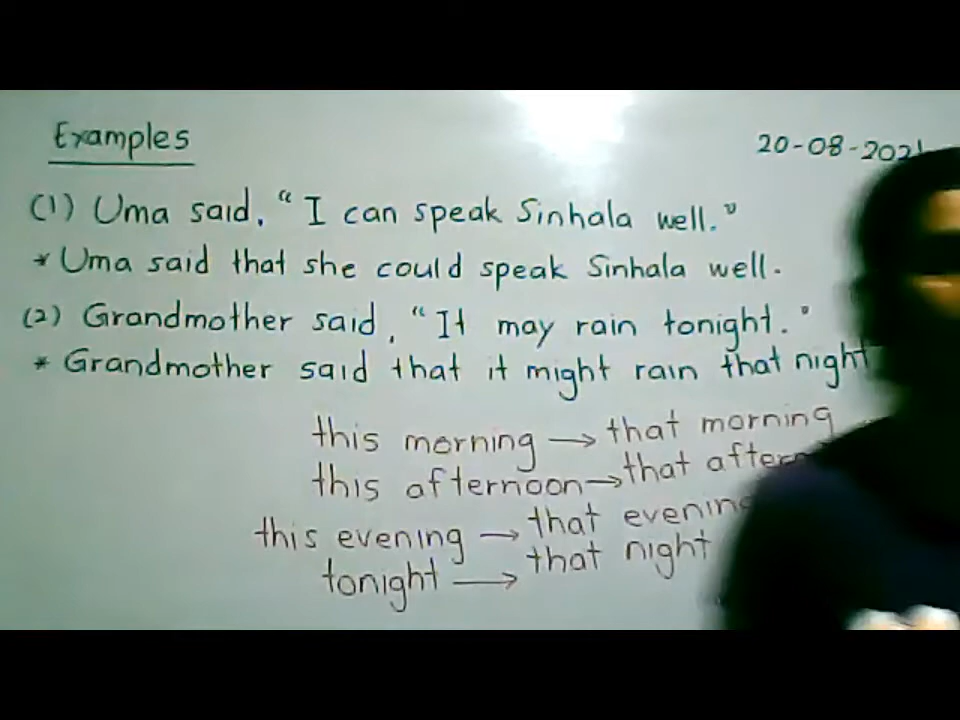 Examples
20-08-2021
(1) Uma said, “I can speak Sinhala well.”
* Uma said that she could speak Sinhala well.
(2) Grandmother said, “It may rain tonight.”
* Grandmother said that it might rain that night
this morning → that morning
this afternoon → that
this evening → that evening
tonight → that night